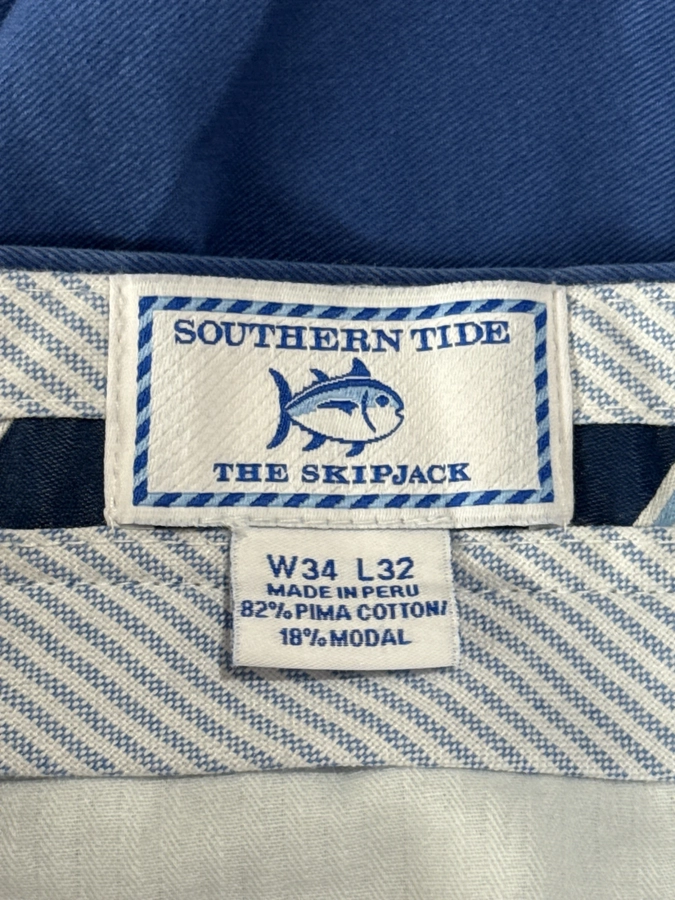 SOUTHERN TIDE
THE SKIPJACK
W34 L32
MADE IN PERU
82% PIMA COTTON/
18% MODAL